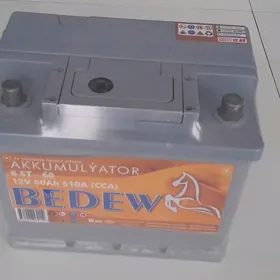 AKKUMULÝATOR
6 ST - 60
12V 60Ah 510A-(CCA)
BEDEW